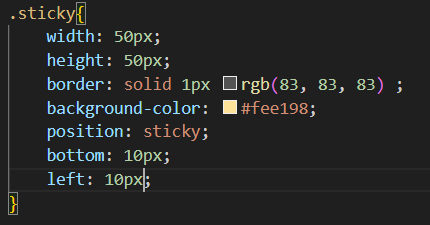 .sticky{
width: 50px;
height: 50px;
border: solid 1px rgb(83, 83, 83) ;
background-color: #fee198;
position: sticky;
bottom: 10px;
left: 10px;
}